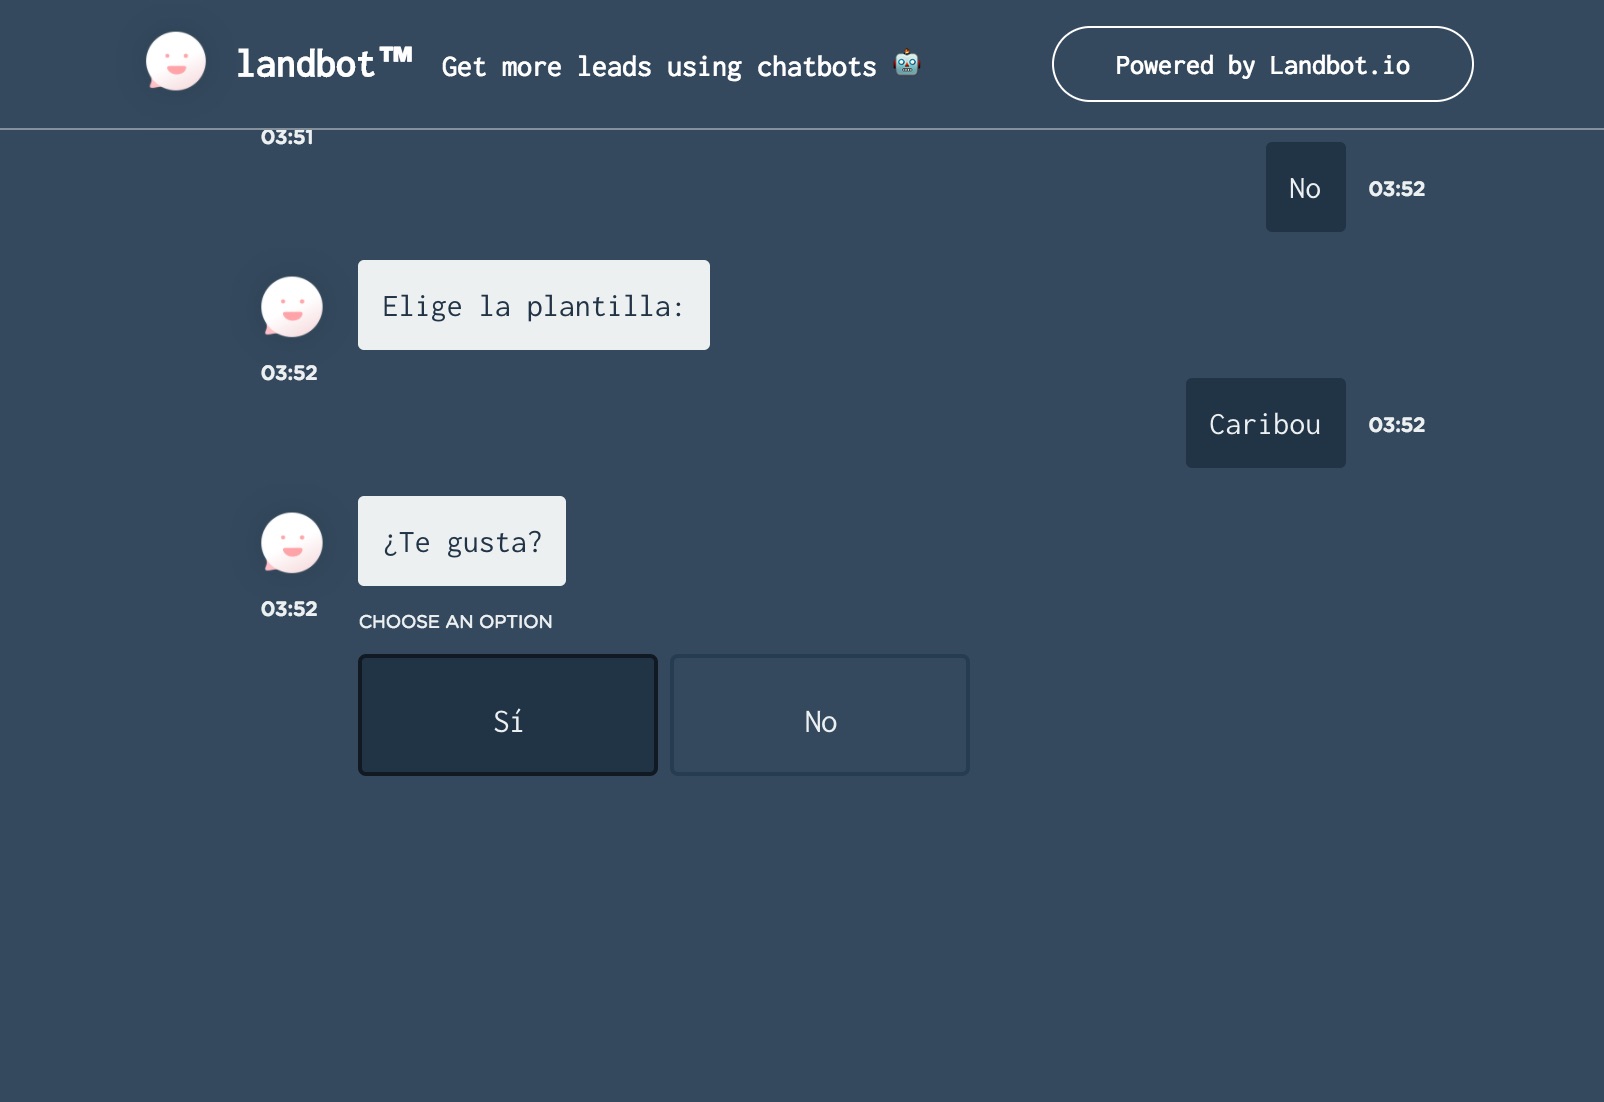 landbot™ Get more leads using chatbots
Powered by Landbot.io
03:51
No
03:52
Elige la plantilla:
03:52
Caribou
03:52
¿Te gusta?
03:52
CHOOSE AN OPTION
Sí
No